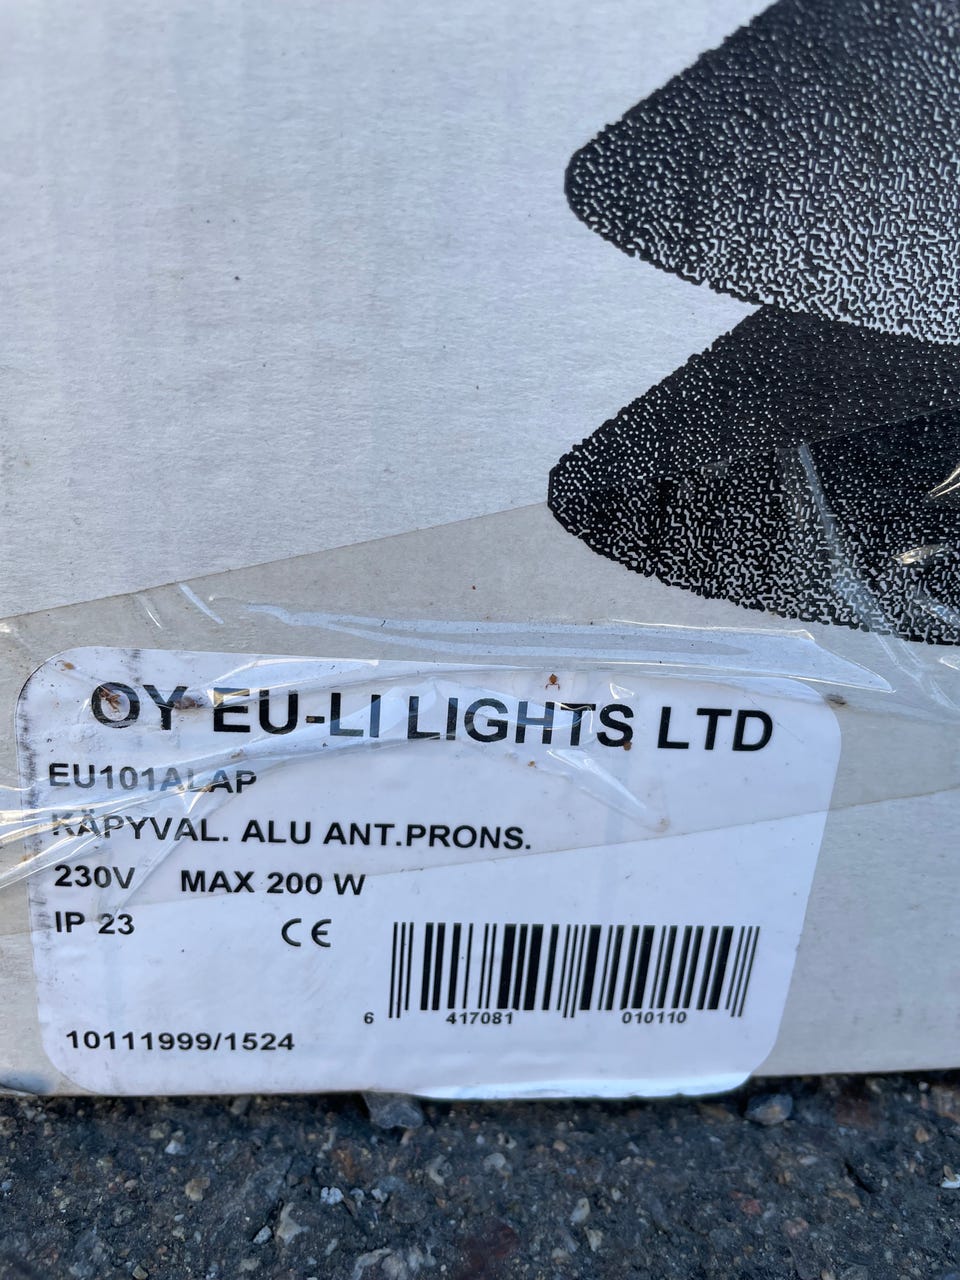 OY EU-LI LIGHTS LTD
EU101ALAP
KÄPYVAL. ALU ANT.PRONS.
230V MAX 200 W
IP 23 CE
6 417081 010110
10111999/1524